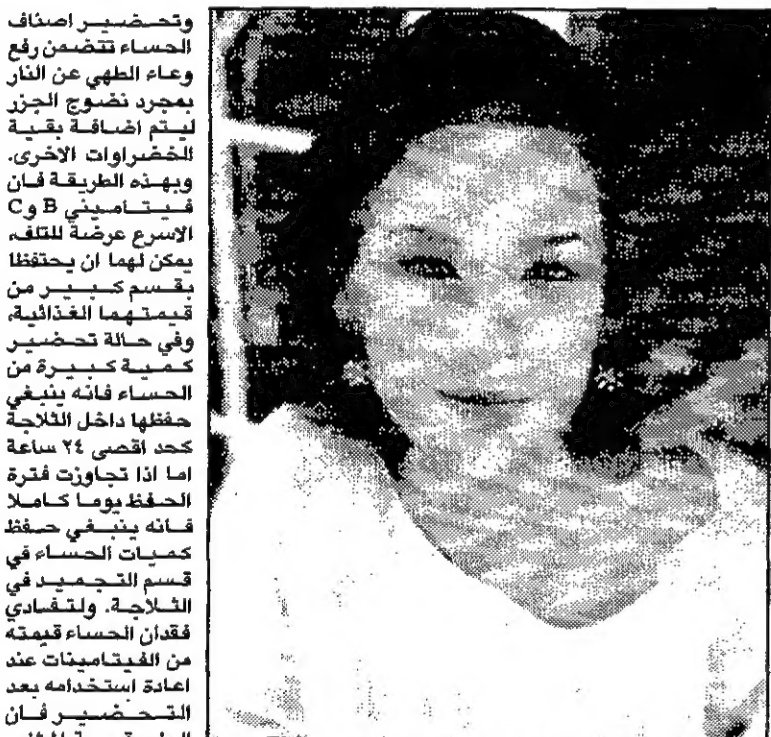 وتحضير اصناف
الحساء تتضمن رفع
وعاء الطهي عن النار
بمجرد نضوج الجزر
ليتم اضافة بقية
الخضراوات الاخرى.
وبهذه الطريقة فان
فيتاميني B و C
الاسرع عرضة للتلف،
يمكن لهما ان يحتفظا
بقسم كبير من
قيمتهما الغذائية،
وفي حالة تحضير
كمية كبيرة من
الحساء فانه ينبغي
حفظها داخل الثلاجة
كحد اقصى ٢٤ ساعة
اما اذا تجاوزت فترة
الحفظ يوما كاملا
فانه ينبغي حفظ
كميات الحساء في
قسم التجميد في
الثلاجة. ولتفادي
فقدان الحساء قيمته
من الفيتامينات عند
اعادة استخدامه بعد
التحضير فان